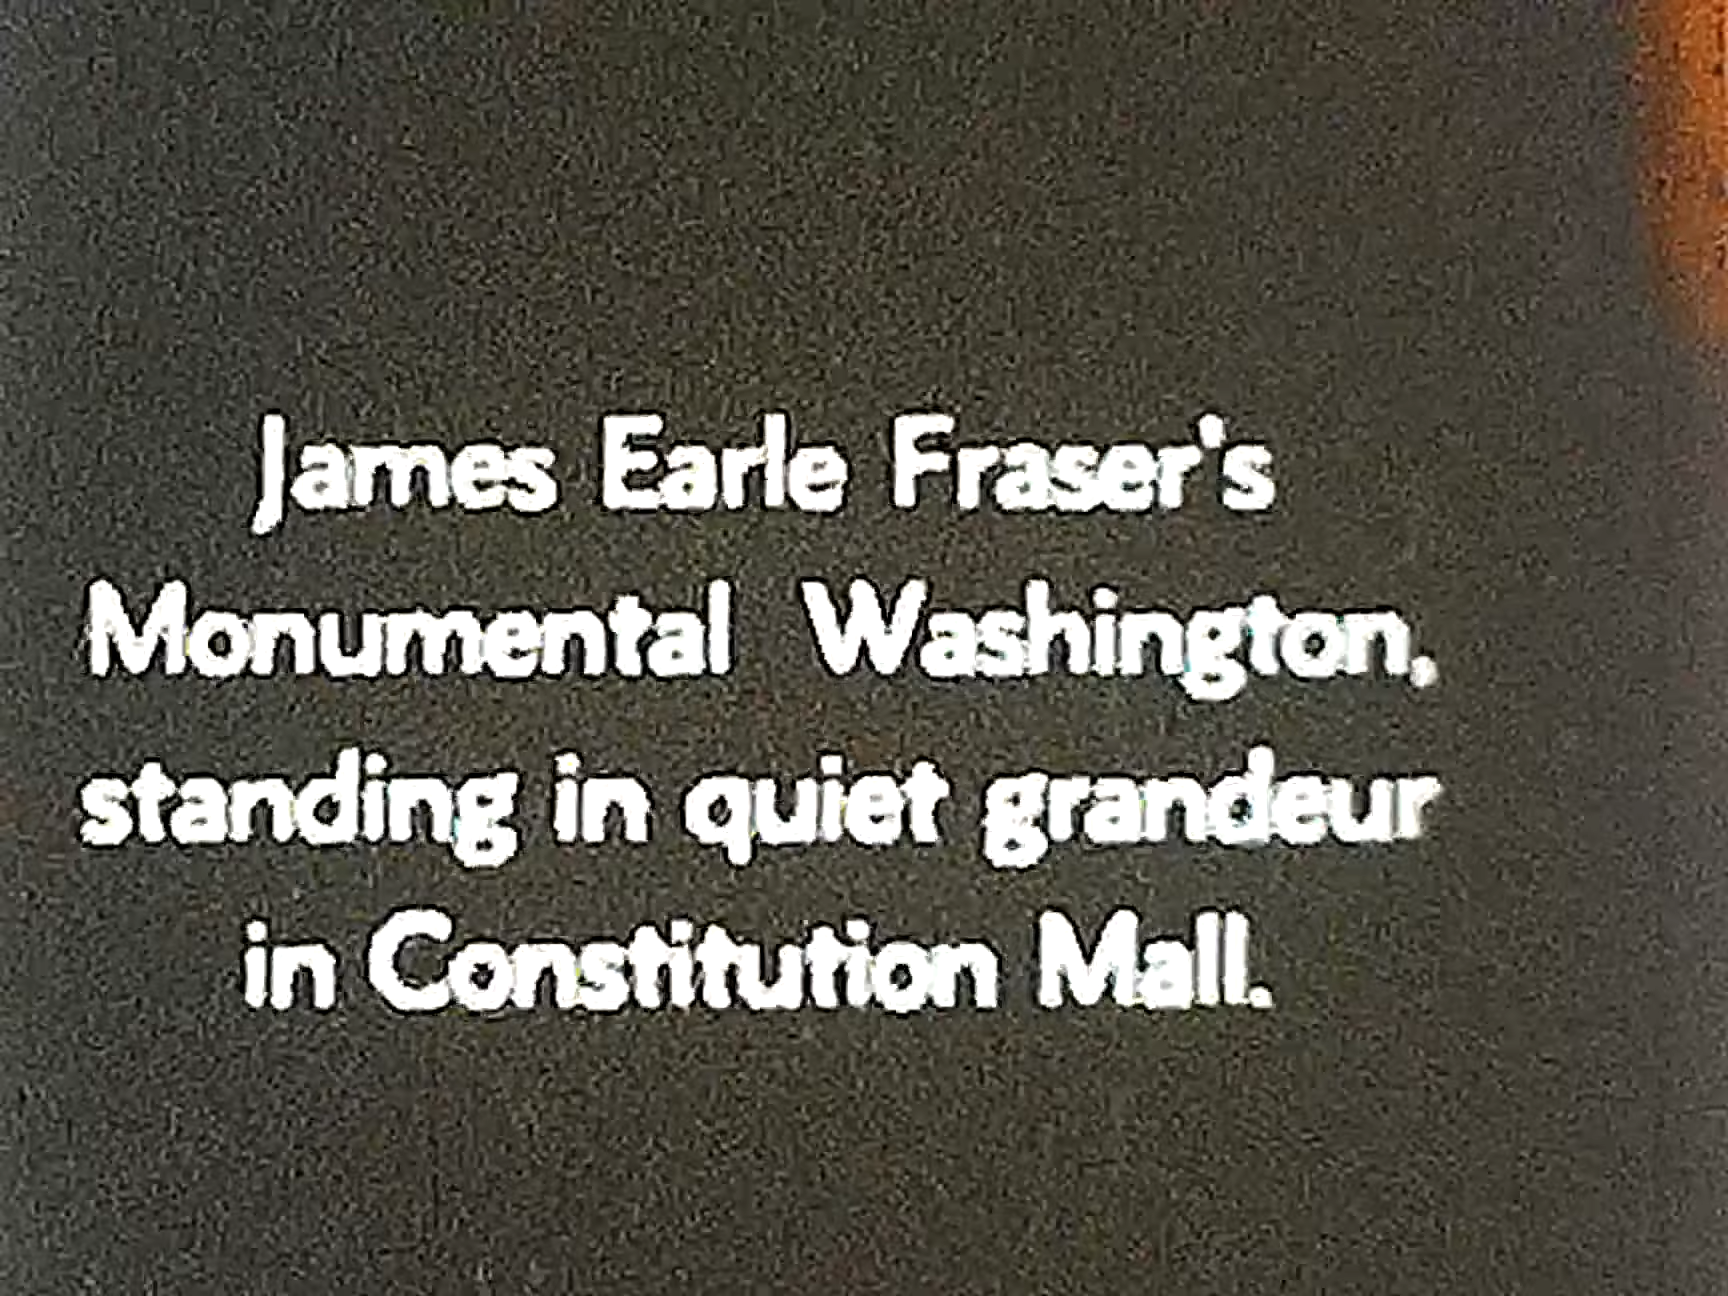 James Earle Fraser's
Monumental Washington,
standing in quiet grandeur
in Constitution Mall.